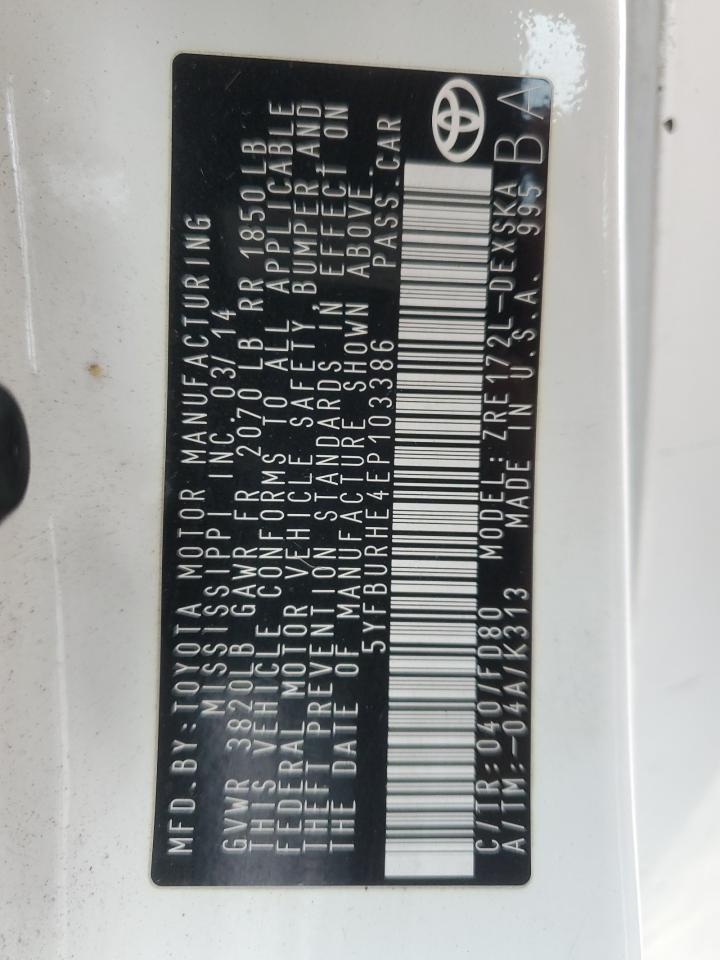 MFD.BY:TOYOTA MOTOR MANUFACTURING
MISSISSIPPI INC. 03/14
GVWR 3820LB GAWR FR 2070LB RR 1850LB
THIS VEHICLE CONFORMS TO ALL APPLICABLE
FEDERAL MOTOR VEHICLE SAFETY, BUMPER, AND
THEFT PREVENTION STANDARDS IN EFFECT ON
THE DATE OF MANUFACTURE SHOWN ABOVE.
5YFBURHE4EP103386 PASS.CAR
C/TR:040/FD80 MODEL:ZRE172L-DEXSKA
A/TM:-04A/K313 MADE IN U.S.A. 995 BA